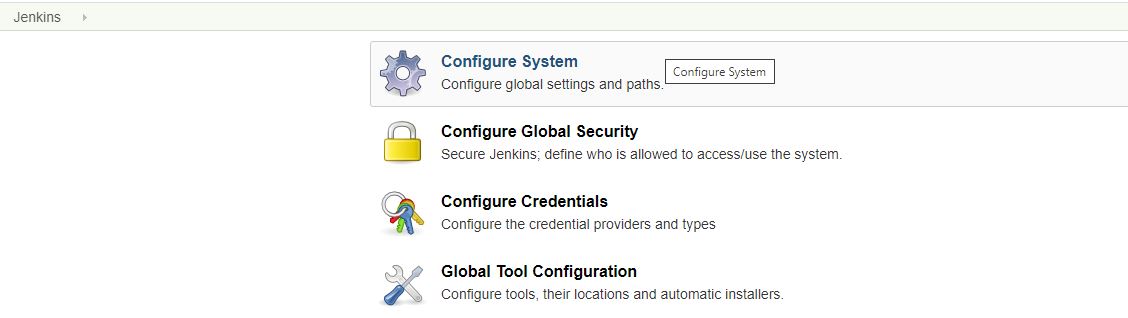 Jenkins
Configure System
Configure global settings and paths.
Configure System
Configure Global Security
Secure Jenkins; define who is allowed to access/use the system.
Configure Credentials
Configure the credential providers and types
Global Tool Configuration
Configure tools, their locations and automatic installers.